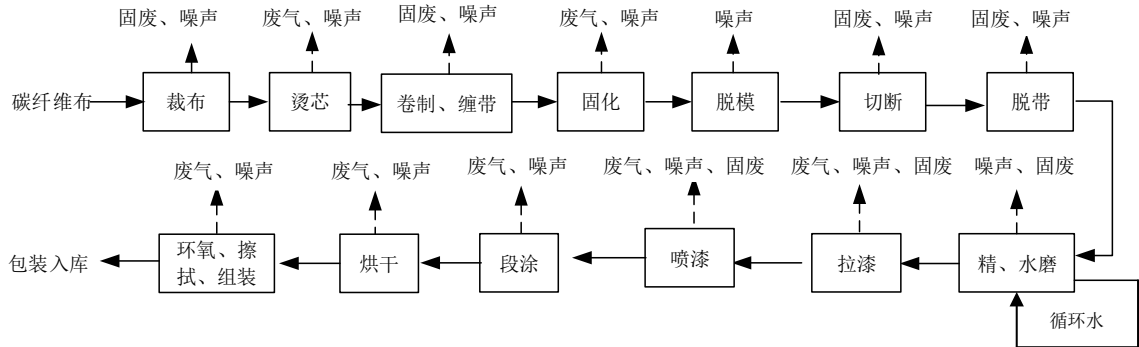 固废、噪声
废气、噪声
固废、噪声
废气、噪声
噪声
固废、噪声
固废、噪声
碳纤维布
裁布
烫芯
卷制、缠带
固化
脱模
切断
脱带
废气、噪声
废气、噪声
废气、噪声
废气、噪声、固废
废气、噪声、固废
噪声、固废
包装入库
环氧、擦
拭、组装
烘干
段涂
喷漆
拉漆
精、水磨
循环水